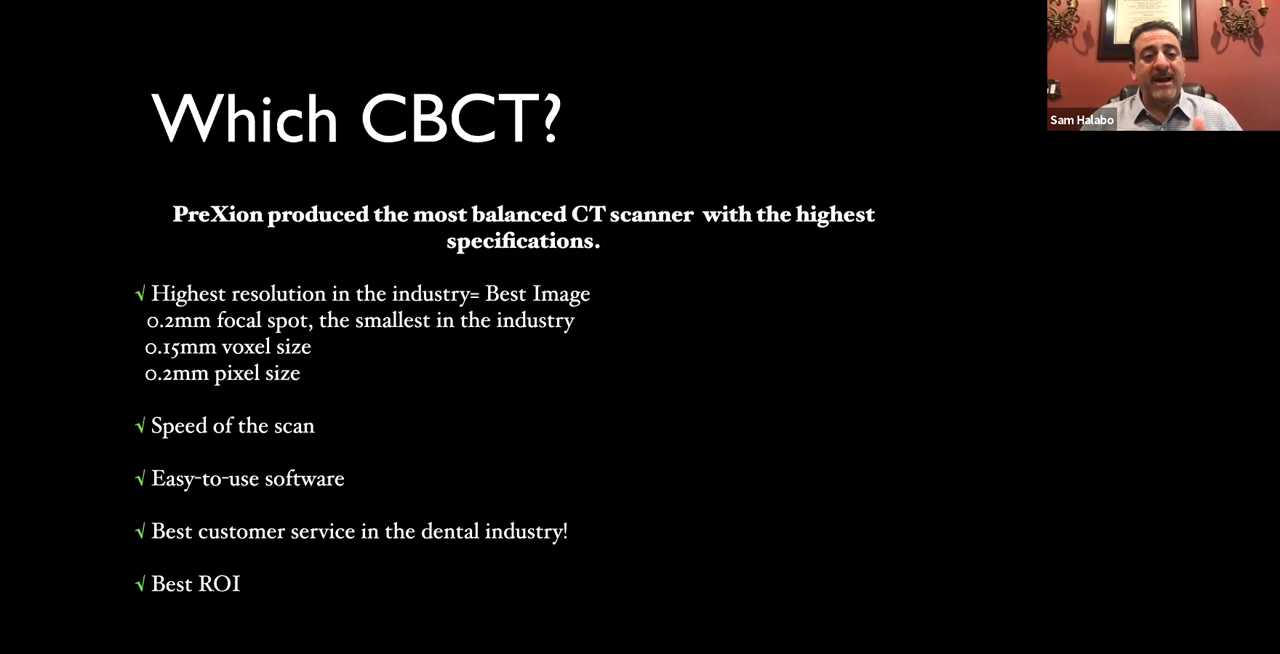 Which CBCT?
Sam Halabo
PreXion produced the most balanced CT scanner with the highest
specifications.
√ Highest resolution in the industry= Best Image
0.2mm focal spot, the smallest in the industry
0.15mm voxel size
0.2mm pixel size
√ Speed of the scan
√ Easy-to-use software
√ Best customer service in the dental industry!
√ Best ROI